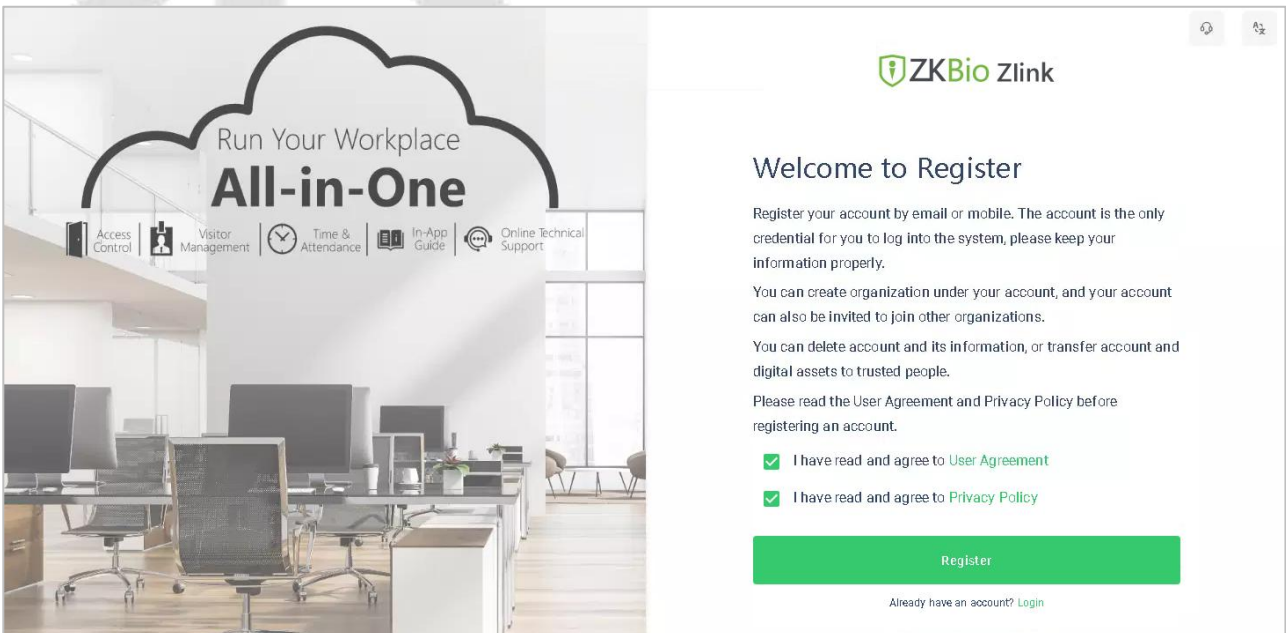 Run Your Workplace
All-in-One
Access
Control
Visitor
Management
Time &
Attendance
In-App
Guide
Online Technical
Support
ZKBio Zlink
Welcome to Register
Register your account by email or mobile. The account is the only
credential for you to log into the system, please keep your
information properly.
You can create organization under your account, and your account
can also be invited to join other organizations.
You can delete account and its information, or transfer account and
digital assets to trusted people.
Please read the User Agreement and Privacy Policy before
registering an account.
I have read and agree to User Agreement
I have read and agree to Privacy Policy
Register
Already have an account? Login